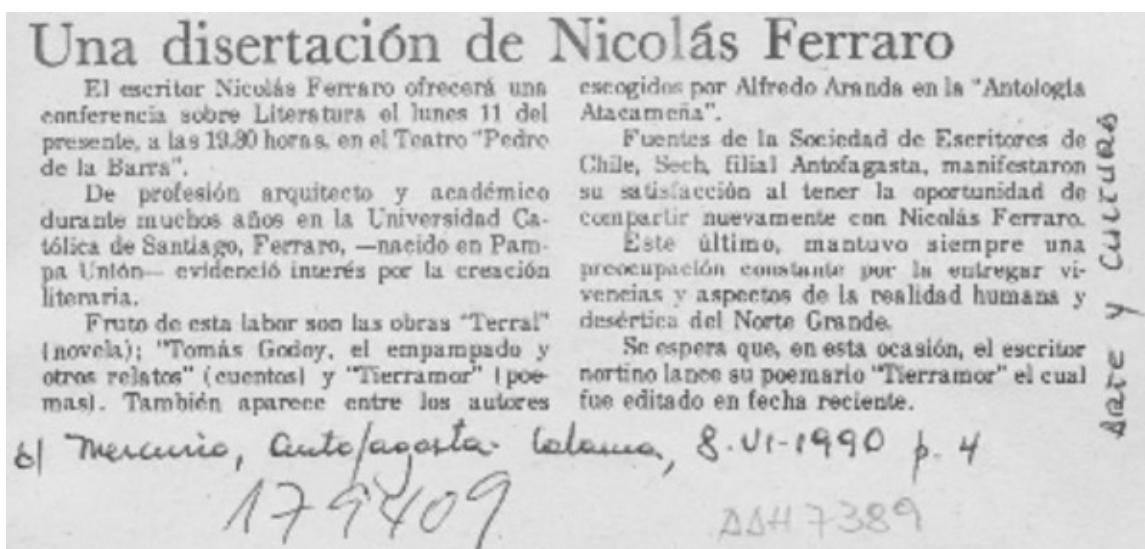 Una disertación de Nicolás Ferraro
El escritor Nicolás Ferraro ofrecerá una
conferencia sobre Literatura el lunes 11 del
presente, a las 19.30 horas, en el Teatro "Pedro
de la Barra".
De profesión arquitecto y académico
durante muchos años en la Universidad Ca-
tólica de Santiago, Ferraro, —nacido en Pam-
pa Unión— evidenció interés por la creación
literaria.
Fruto de esta labor son las obras "Terral"
(novela); "Tomás Godoy, el empampado y
otros relatos" (cuentos) y "Tierramor" (poe-
mas). También aparece entre los autores
escogidos por Alfredo Aranda en la "Antología
Atacameña".
Fuentes de la Sociedad de Escritores de
Chile, Sech, filial Antofagasta, manifestaron
su satisfacción al tener la oportunidad de
compartir nuevamente con Nicolás Ferraro.
Este último, mantuvo siempre una
preocupación constante por la entregar vi-
vencias y aspectos de la realidad humana y
desértica del Norte Grande.
Se espera que, en esta ocasión, el escritor
nortino lance su poemario "Tierramor" el cual
fue editado en fecha reciente.
Arte y Cultura
el Mercurio, Antofagasta-Calama, 8-VI-1990 p. 4
179409
AAH7389